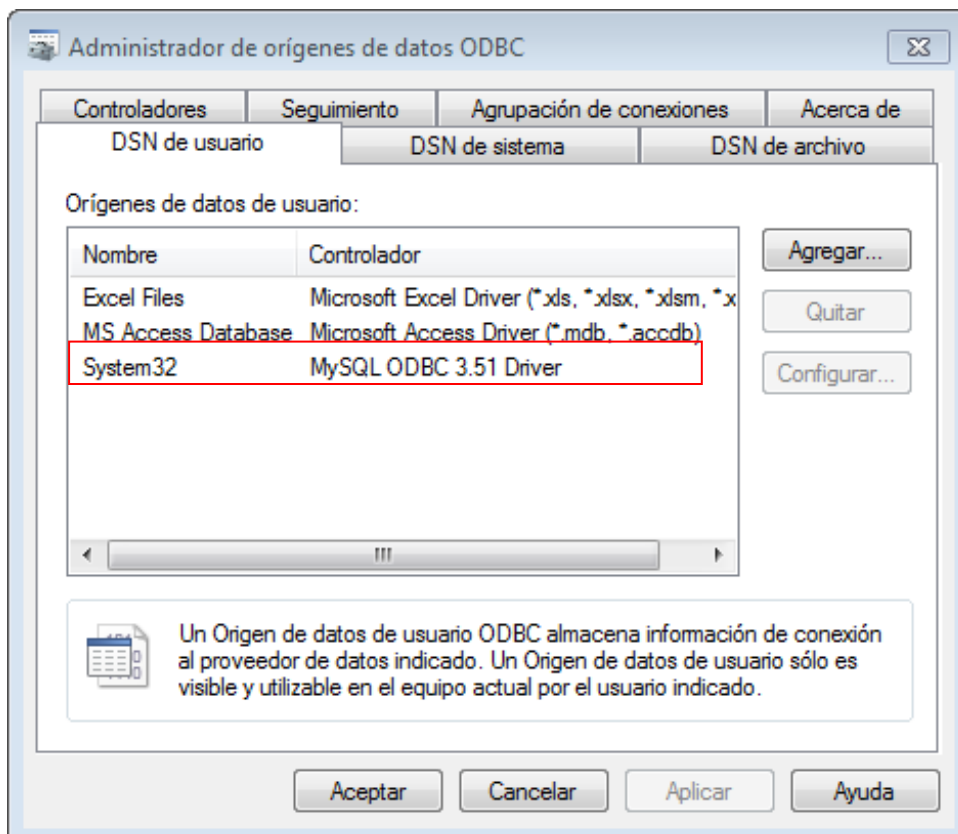 Administrador de orígenes de datos ODBC
Controladores Seguimiento Agrupación de conexiones Acerca de
DSN de usuario DSN de sistema DSN de archivo
Orígenes de datos de usuario:
Nombre Controlador
Agregar...
Excel Files Microsoft Excel Driver (*.xls, *.xlsx, *.xlsm, *.x
Quitar
MS Access Database Microsoft Access Driver (*.mdb, *.accdb)
System32 MySQL ODBC 3.51 Driver
Configurar...
Un Origen de datos de usuario ODBC almacena información de conexión
al proveedor de datos indicado. Un Origen de datos de usuario sólo es
visible y utilizable en el equipo actual por el usuario indicado.
Aceptar Cancelar Aplicar Ayuda